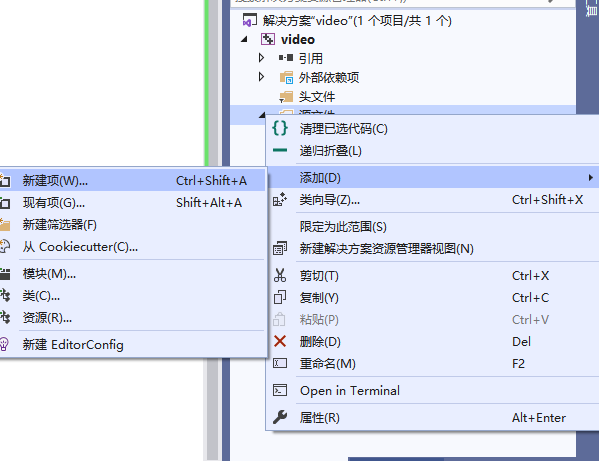 解决方案"video"(1 个项目/共 1 个)
video
引用
外部依赖项
头文件
源文件
清理已选代码(C)
递归折叠(L)
添加(D)
类向导(Z)... Ctrl+Shift+X
限定为此范围(S)
新建解决方案资源管理器视图(N)
剪切(T) Ctrl+X
复制(Y) Ctrl+C
粘贴(P) Ctrl+V
删除(D) Del
重命名(M) F2
Open in Terminal
属性(R) Alt+Enter
新建项(W)... Ctrl+Shift+A
现有项(G)... Shift+Alt+A
新建筛选器(F)
从 Cookiecutter(C)...
模块(M)...
类(C)...
资源(R)...
新建 EditorConfig